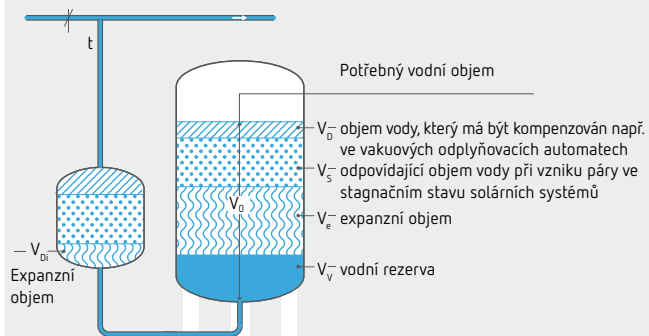 t
Potřebný vodní objem
V_D – objem vody, který má být kompenzován např.
ve vakuových odplyňovacích automatech
V_S – odpovídající objem vody při vzniku páry ve
stagnačním stavu solárních systémů
V_0
V_e – expanzní objem
V_Di
Expanzní
objem
V_V – vodní rezerva